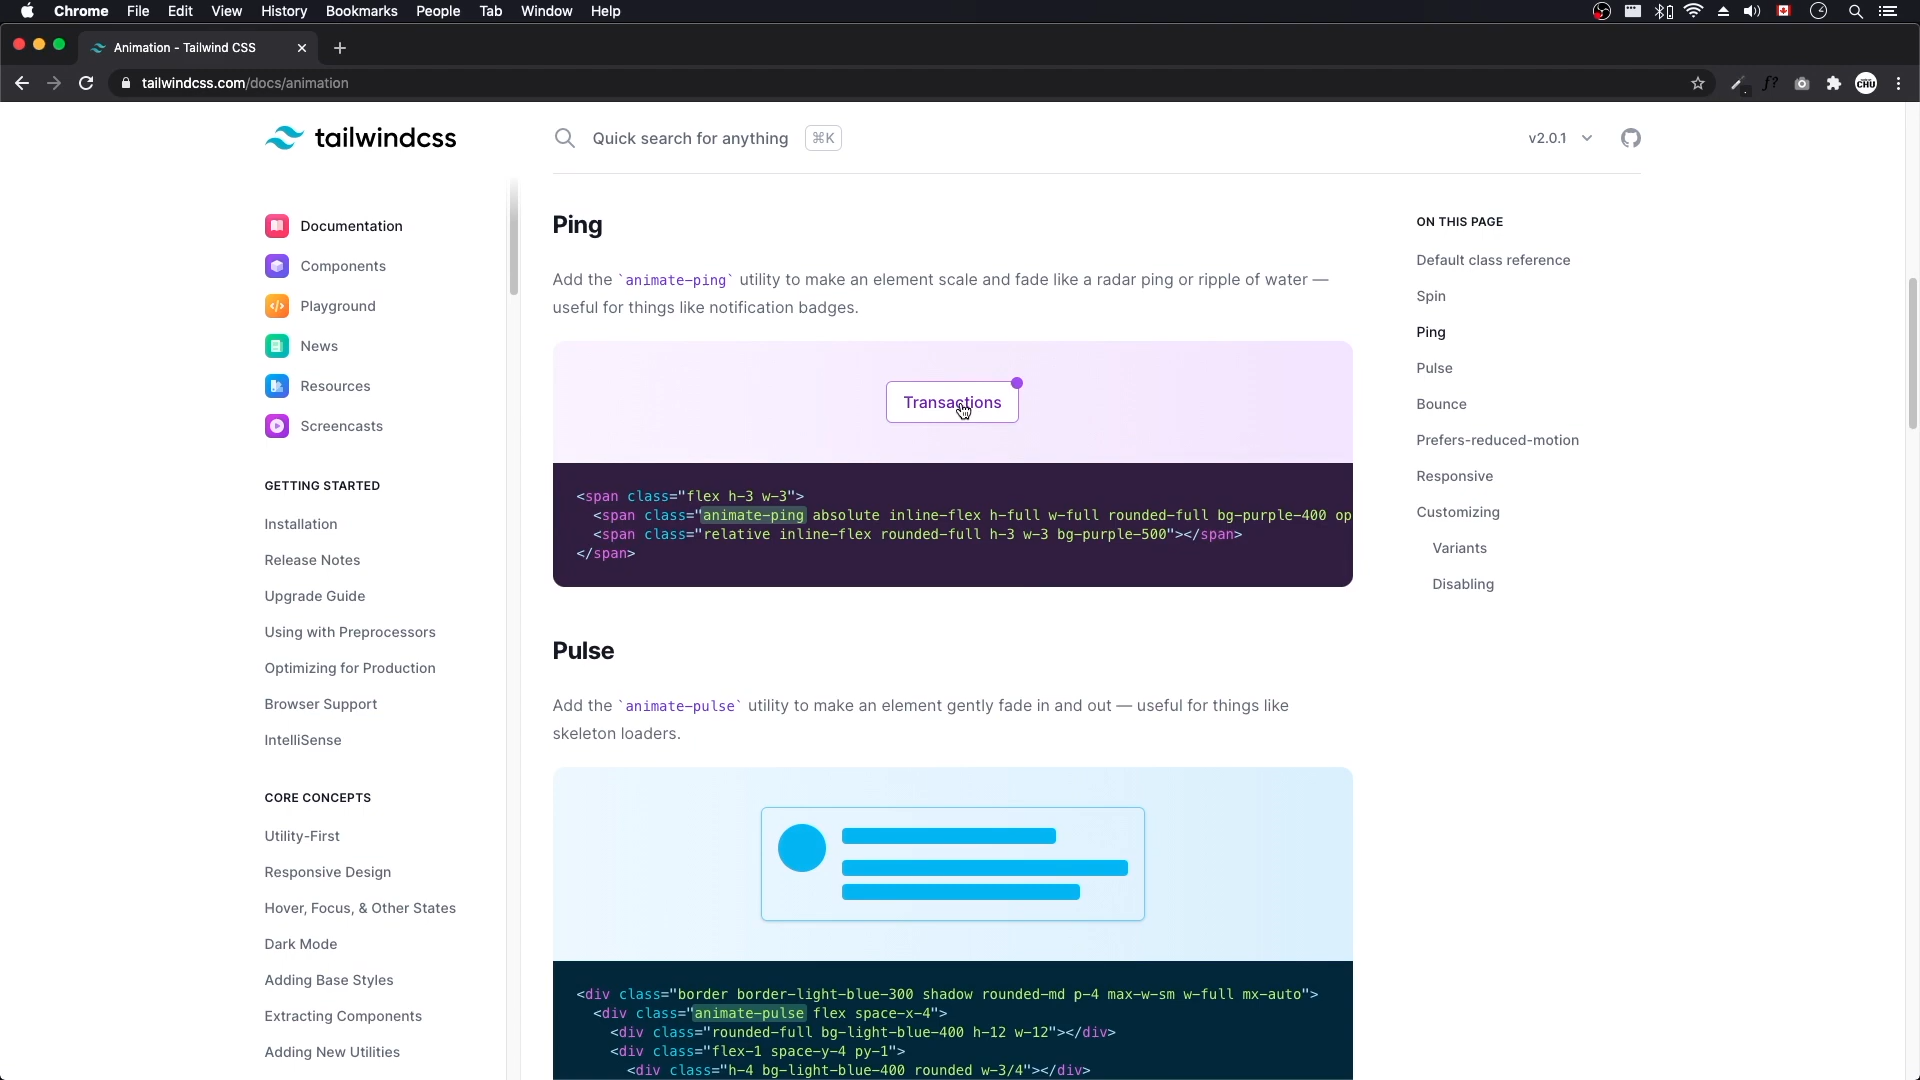 Chrome File Edit View History Bookmarks People Tab Window Help
Animation - Tailwind CSS
tailwindcss.com/docs/animation
f?
CHU
tailwindcss
Quick search for anything
⌘K
v2.0.1
Documentation
Components
Playground
News
Resources
Screencasts
GETTING STARTED
Installation
Release Notes
Upgrade Guide
Using with Preprocessors
Optimizing for Production
Browser Support
IntelliSense
CORE CONCEPTS
Utility-First
Responsive Design
Hover, Focus, & Other States
Dark Mode
Adding Base Styles
Extracting Components
Adding New Utilities
Ping
Add the `animate-ping` utility to make an element scale and fade like a radar ping or ripple of water —
useful for things like notification badges.
Transactions
<span class="flex h-3 w-3">
<span class="animate-ping absolute inline-flex h-full w-full rounded-full bg-purple-400 op
<span class="relative inline-flex rounded-full h-3 w-3 bg-purple-500"></span>
</span>
Pulse
Add the `animate-pulse` utility to make an element gently fade in and out — useful for things like
skeleton loaders.
<div class="border border-light-blue-300 shadow rounded-md p-4 max-w-sm w-full mx-auto">
<div class="animate-pulse flex space-x-4">
<div class="rounded-full bg-light-blue-400 h-12 w-12"></div>
<div class="flex-1 space-y-4 py-1">
<div class="h-4 bg-light-blue-400 rounded w-3/4"></div>
ON THIS PAGE
Default class reference
Spin
Ping
Pulse
Bounce
Prefers-reduced-motion
Responsive
Customizing
Variants
Disabling